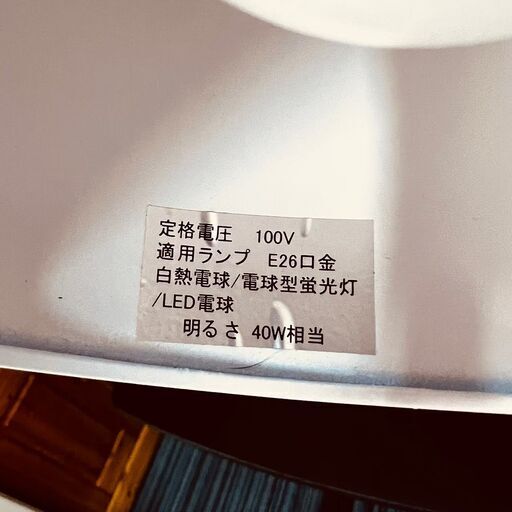 定格電圧 100V
適用ランプ E26口金
白熱電球/電球型蛍光灯
/LED電球
明るさ 40W相当